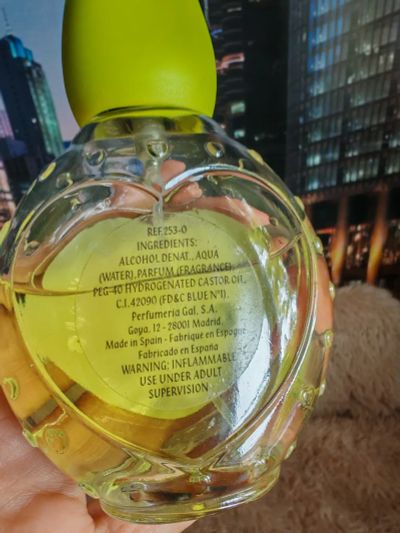 REF.253-0
INGREDIENTS:
ALCOHOL DENAT., AQUA
(WATER), PARFUM (FRAGRANCE),
PEG-40 HYDROGENATED CASTOR OIL,
C.I. 42090 (FD&C BLUE Nº1).
Perfumería Gal, S.A.
Goya, 12 - 28001 Madrid
Made in Spain - Fabriqué en Espagne
Fabricado en España
WARNING: INFLAMMABLE
USE UNDER ADULT
SUPERVISION